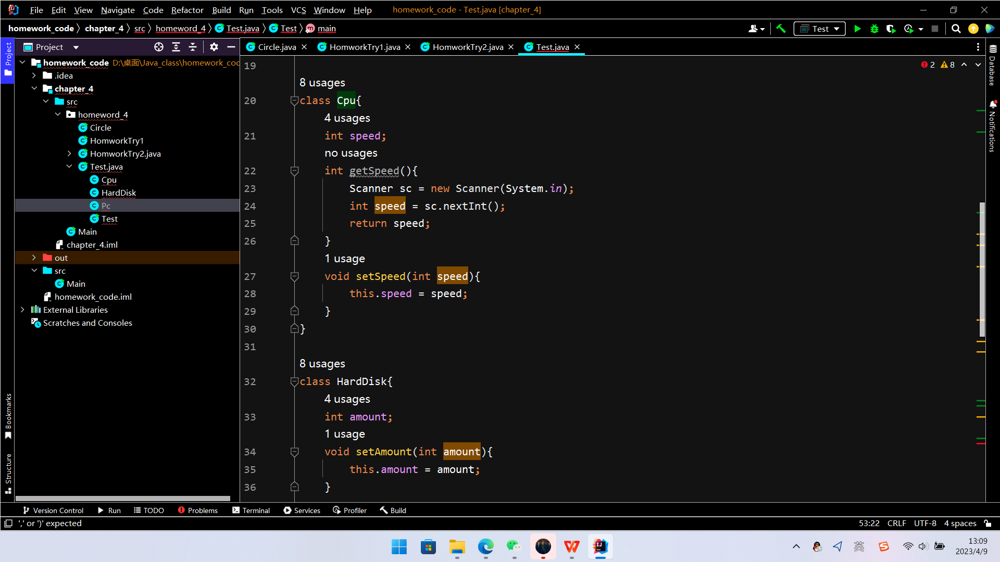 File Edit View Navigate Code Refactor Build Run Tools VCS Window Help homework_code - Test.java [chapter_4]
homework_code chapter_4 src homeword_4 Test.java Test main Test
Project
Circle.java HomworkTry1.java HomworkTry2.java Test.java
Project
Bookmarks
Structure
homework_code D:\桌面\Java_class\homework_coc
.idea
chapter_4
src
homeword_4
Circle
HomworkTry1
HomworkTry2.java
Test.java
Cpu
HardDisk
Pc
Test
Main
chapter_4.iml
out
src
Main
homework_code.iml
External Libraries
Scratches and Consoles
2 8
19
8 usages
20 class Cpu{
4 usages
21 int speed;
no usages
22 int getSpeed(){
23 Scanner sc = new Scanner(System.in);
24 int speed = sc.nextInt();
25 return speed;
26 }
1 usage
27 void setSpeed(int speed){
28 this.speed = speed;
29 }
30 }
31
8 usages
32 class HardDisk{
4 usages
33 int amount;
1 usage
34 void setAmount(int amount){
35 this.amount = amount;
36 }
Database
Notifications
Version Control Run TODO Problems Terminal Services Profiler Build
',' or ')' expected 53:22 CRLF UTF-8 4 spaces
英 13:09
2023/4/9